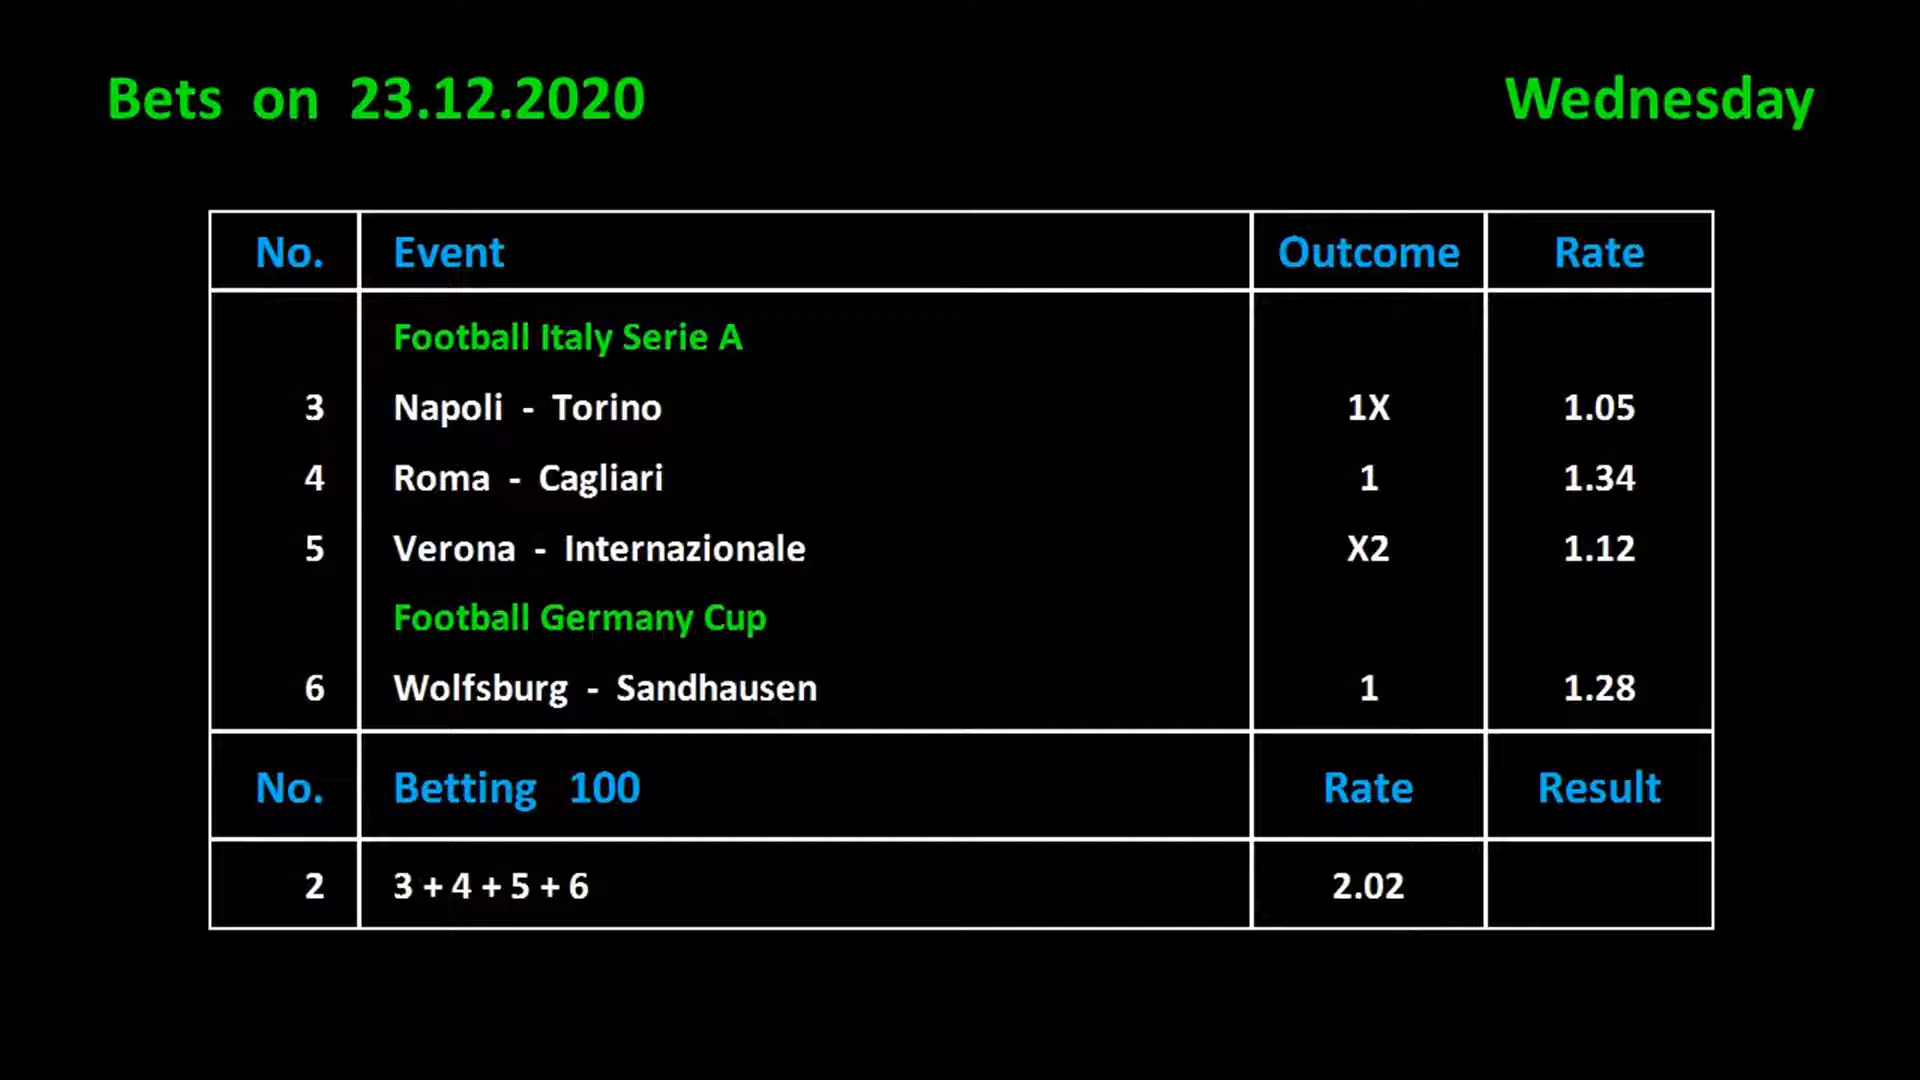 Bets on 23.12.2020 Wednesday
No. Event Outcome Rate
Football Italy Serie A
3 Napoli - Torino 1X 1.05
4 Roma - Cagliari 1 1.34
5 Verona - Internazionale X2 1.12
Football Germany Cup
6 Wolfsburg - Sandhausen 1 1.28
No. Betting 100 Rate Result
2 3 + 4 + 5 + 6 2.02